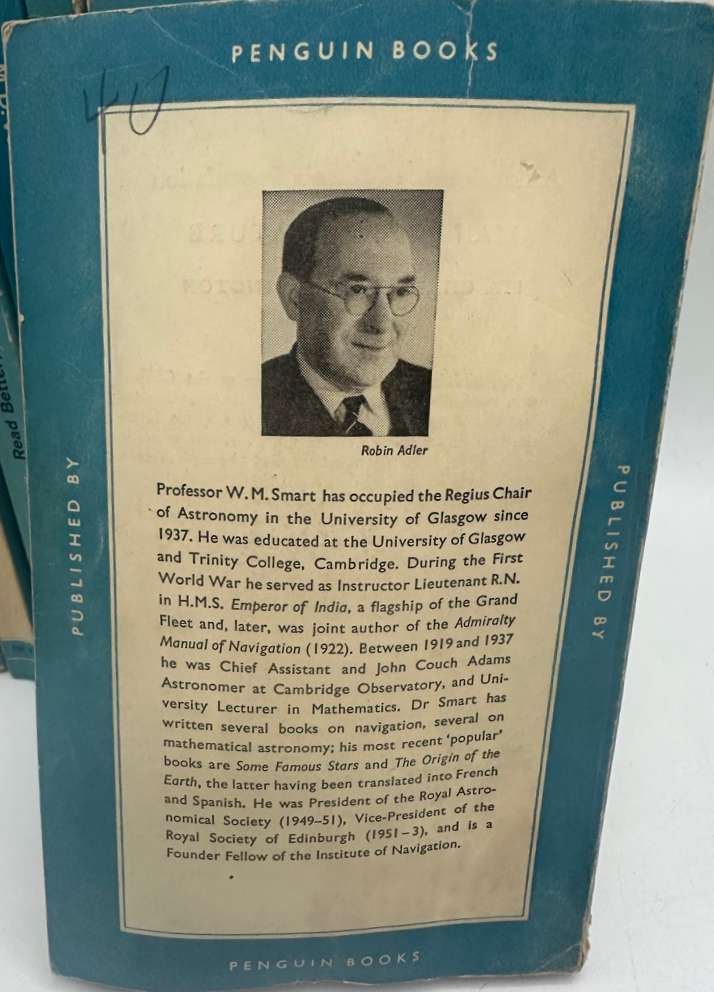 PENGUIN BOOKS
40
Robin Adler
Professor W. M. Smart has occupied the Regius Chair
of Astronomy in the University of Glasgow since
1937. He was educated at the University of Glasgow
and Trinity College, Cambridge. During the First
World War he served as Instructor Lieutenant R.N.
in H.M.S. Emperor of India, a flagship of the Grand
Fleet and, later, was joint author of the Admiralty
Manual of Navigation (1922). Between 1919 and 1937
he was Chief Assistant and John Couch Adams
Astronomer at Cambridge Observatory, and Uni-
versity Lecturer in Mathematics. Dr Smart has
written several books on navigation, several on
mathematical astronomy; his most recent 'popular'
books are Some Famous Stars and The Origin of the
Earth, the latter having been translated into French
and Spanish. He was President of the Royal Astro-
nomical Society (1949–51), Vice-President of the
Royal Society of Edinburgh (1951–3), and is a
Founder Fellow of the Institute of Navigation.
PUBLISHED BY
PUBLISHED BY
PENGUIN BOOKS
Read Better